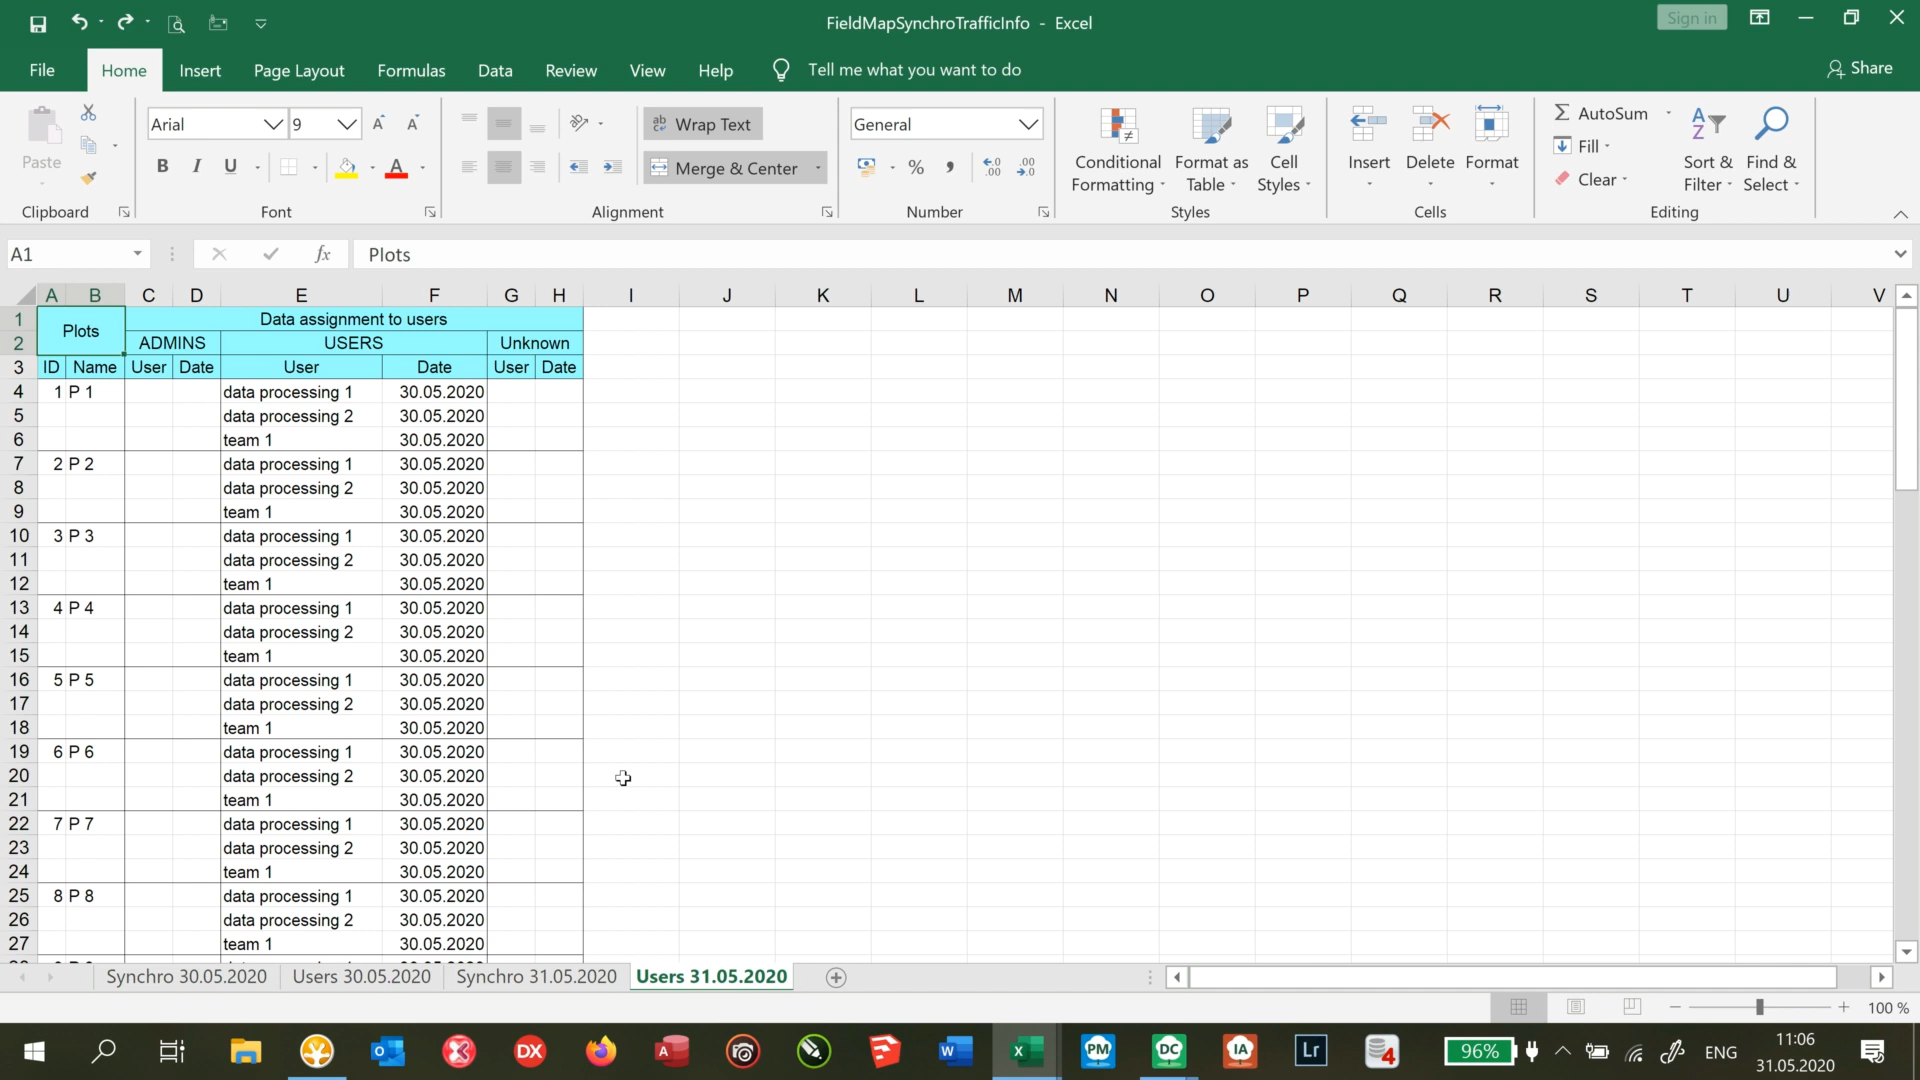 FieldMapSynchroTrafficInfo - Excel
Sign in
File Home Insert Page Layout Formulas Data Review View Help Tell me what you want to do Share
Paste
Clipboard
Arial 9
B I U
Font
Wrap Text
Merge & Center
Alignment
General
Number
Conditional Formatting
Format as Table
Cell Styles
Styles
Insert Delete Format
Cells
AutoSum
Fill
Clear
Sort & Filter
Find & Select
Editing
A1 fx Plots
A B C D E F G H I J K L M N O P Q R S T U V
1 Plots Data assignment to users
2 ADMINS USERS Unknown
3 ID Name User Date User Date User Date
4 1 P 1 data processing 1 30.05.2020
5 data processing 2 30.05.2020
6 team 1 30.05.2020
7 2 P 2 data processing 1 30.05.2020
8 data processing 2 30.05.2020
9 team 1 30.05.2020
10 3 P 3 data processing 1 30.05.2020
11 data processing 2 30.05.2020
12 team 1 30.05.2020
13 4 P 4 data processing 1 30.05.2020
14 data processing 2 30.05.2020
15 team 1 30.05.2020
16 5 P 5 data processing 1 30.05.2020
17 data processing 2 30.05.2020
18 team 1 30.05.2020
19 6 P 6 data processing 1 30.05.2020
20 data processing 2 30.05.2020
21 team 1 30.05.2020
22 7 P 7 data processing 1 30.05.2020
23 data processing 2 30.05.2020
24 team 1 30.05.2020
25 8 P 8 data processing 1 30.05.2020
26 data processing 2 30.05.2020
27 team 1 30.05.2020
Synchro 30.05.2020 Users 30.05.2020 Synchro 31.05.2020 Users 31.05.2020
100 %
DX PM DC IA Lr 4 96% ENG
11:06
31.05.2020